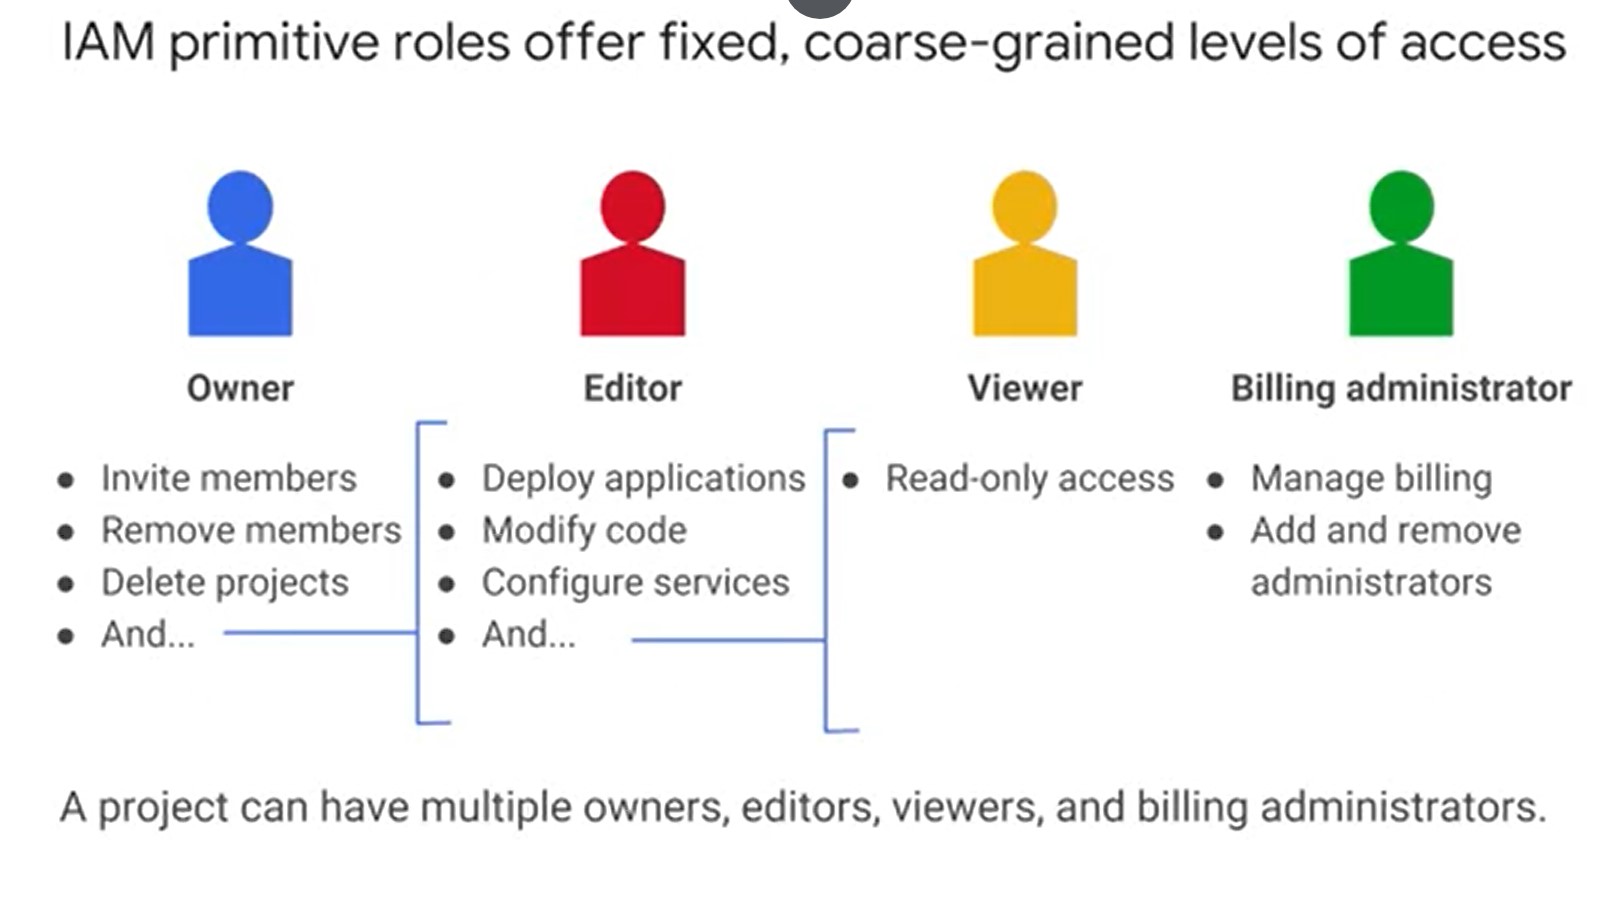 IAM primitive roles offer fixed, coarse-grained levels of access
Owner
Invite members
Remove members
Delete projects
And...
Editor
Deploy applications
Modify code
Configure services
And...
Viewer
Read-only access
Billing administrator
Manage billing
Add and remove
administrators
A project can have multiple owners, editors, viewers, and billing administrators.